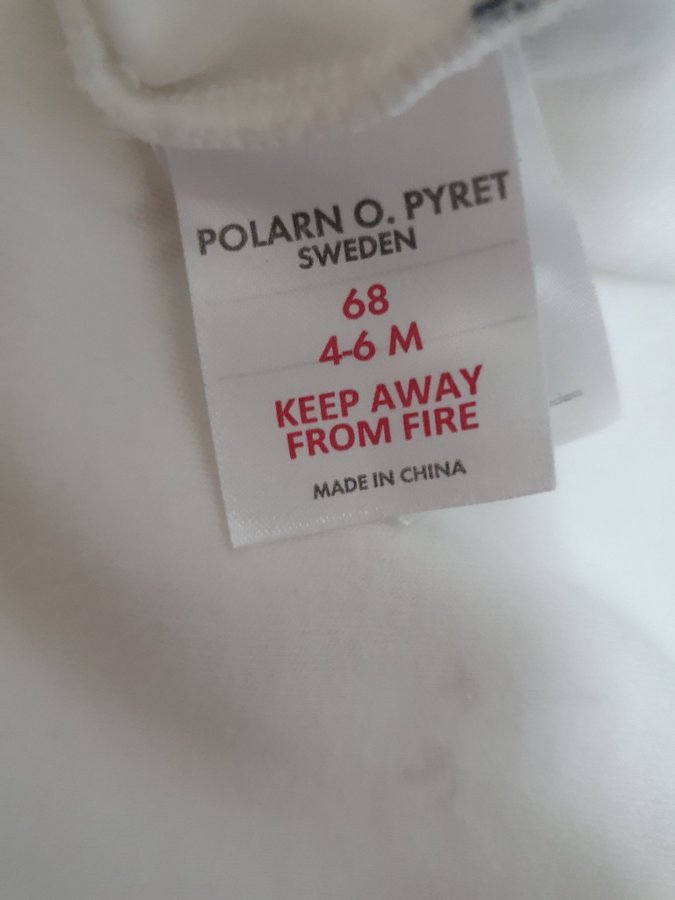 POLARN O. PYRET
SWEDEN
68
4-6 M
KEEP AWAY
FROM FIRE
MADE IN CHINA